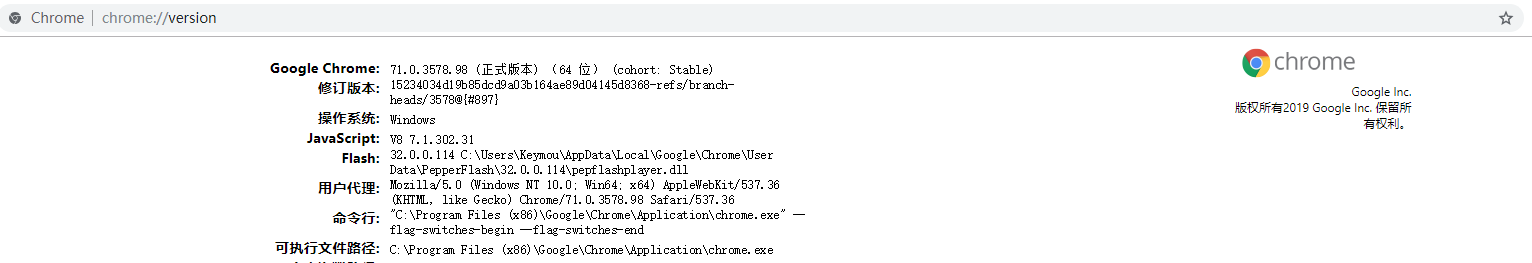 Chrome | chrome://version
chrome
Google Inc.
版权所有2019 Google Inc. 保留所
有权利。
Google Chrome: 71.0.3578.98 (正式版本) (64 位) (cohort: Stable)
修订版本: 15234034d19b85dcd9a03b164ae89d04145d8368-refs/branch-
heads/3578@{#897}
操作系统: Windows
JavaScript: V8 7.1.302.31
Flash: 32.0.0.114 C:\Users\Keymou\AppData\Local\Google\Chrome\User
Data\PepperFlash\32.0.0.114\pepflashplayer.dll
用户代理: Mozilla/5.0 (Windows NT 10.0; Win64; x64) AppleWebKit/537.36
(KHTML, like Gecko) Chrome/71.0.3578.98 Safari/537.36
命令行: "C:\Program Files (x86)\Google\Chrome\Application\chrome.exe" --
flag-switches-begin --flag-switches-end
可执行文件路径: C:\Program Files (x86)\Google\Chrome\Application\chrome.exe